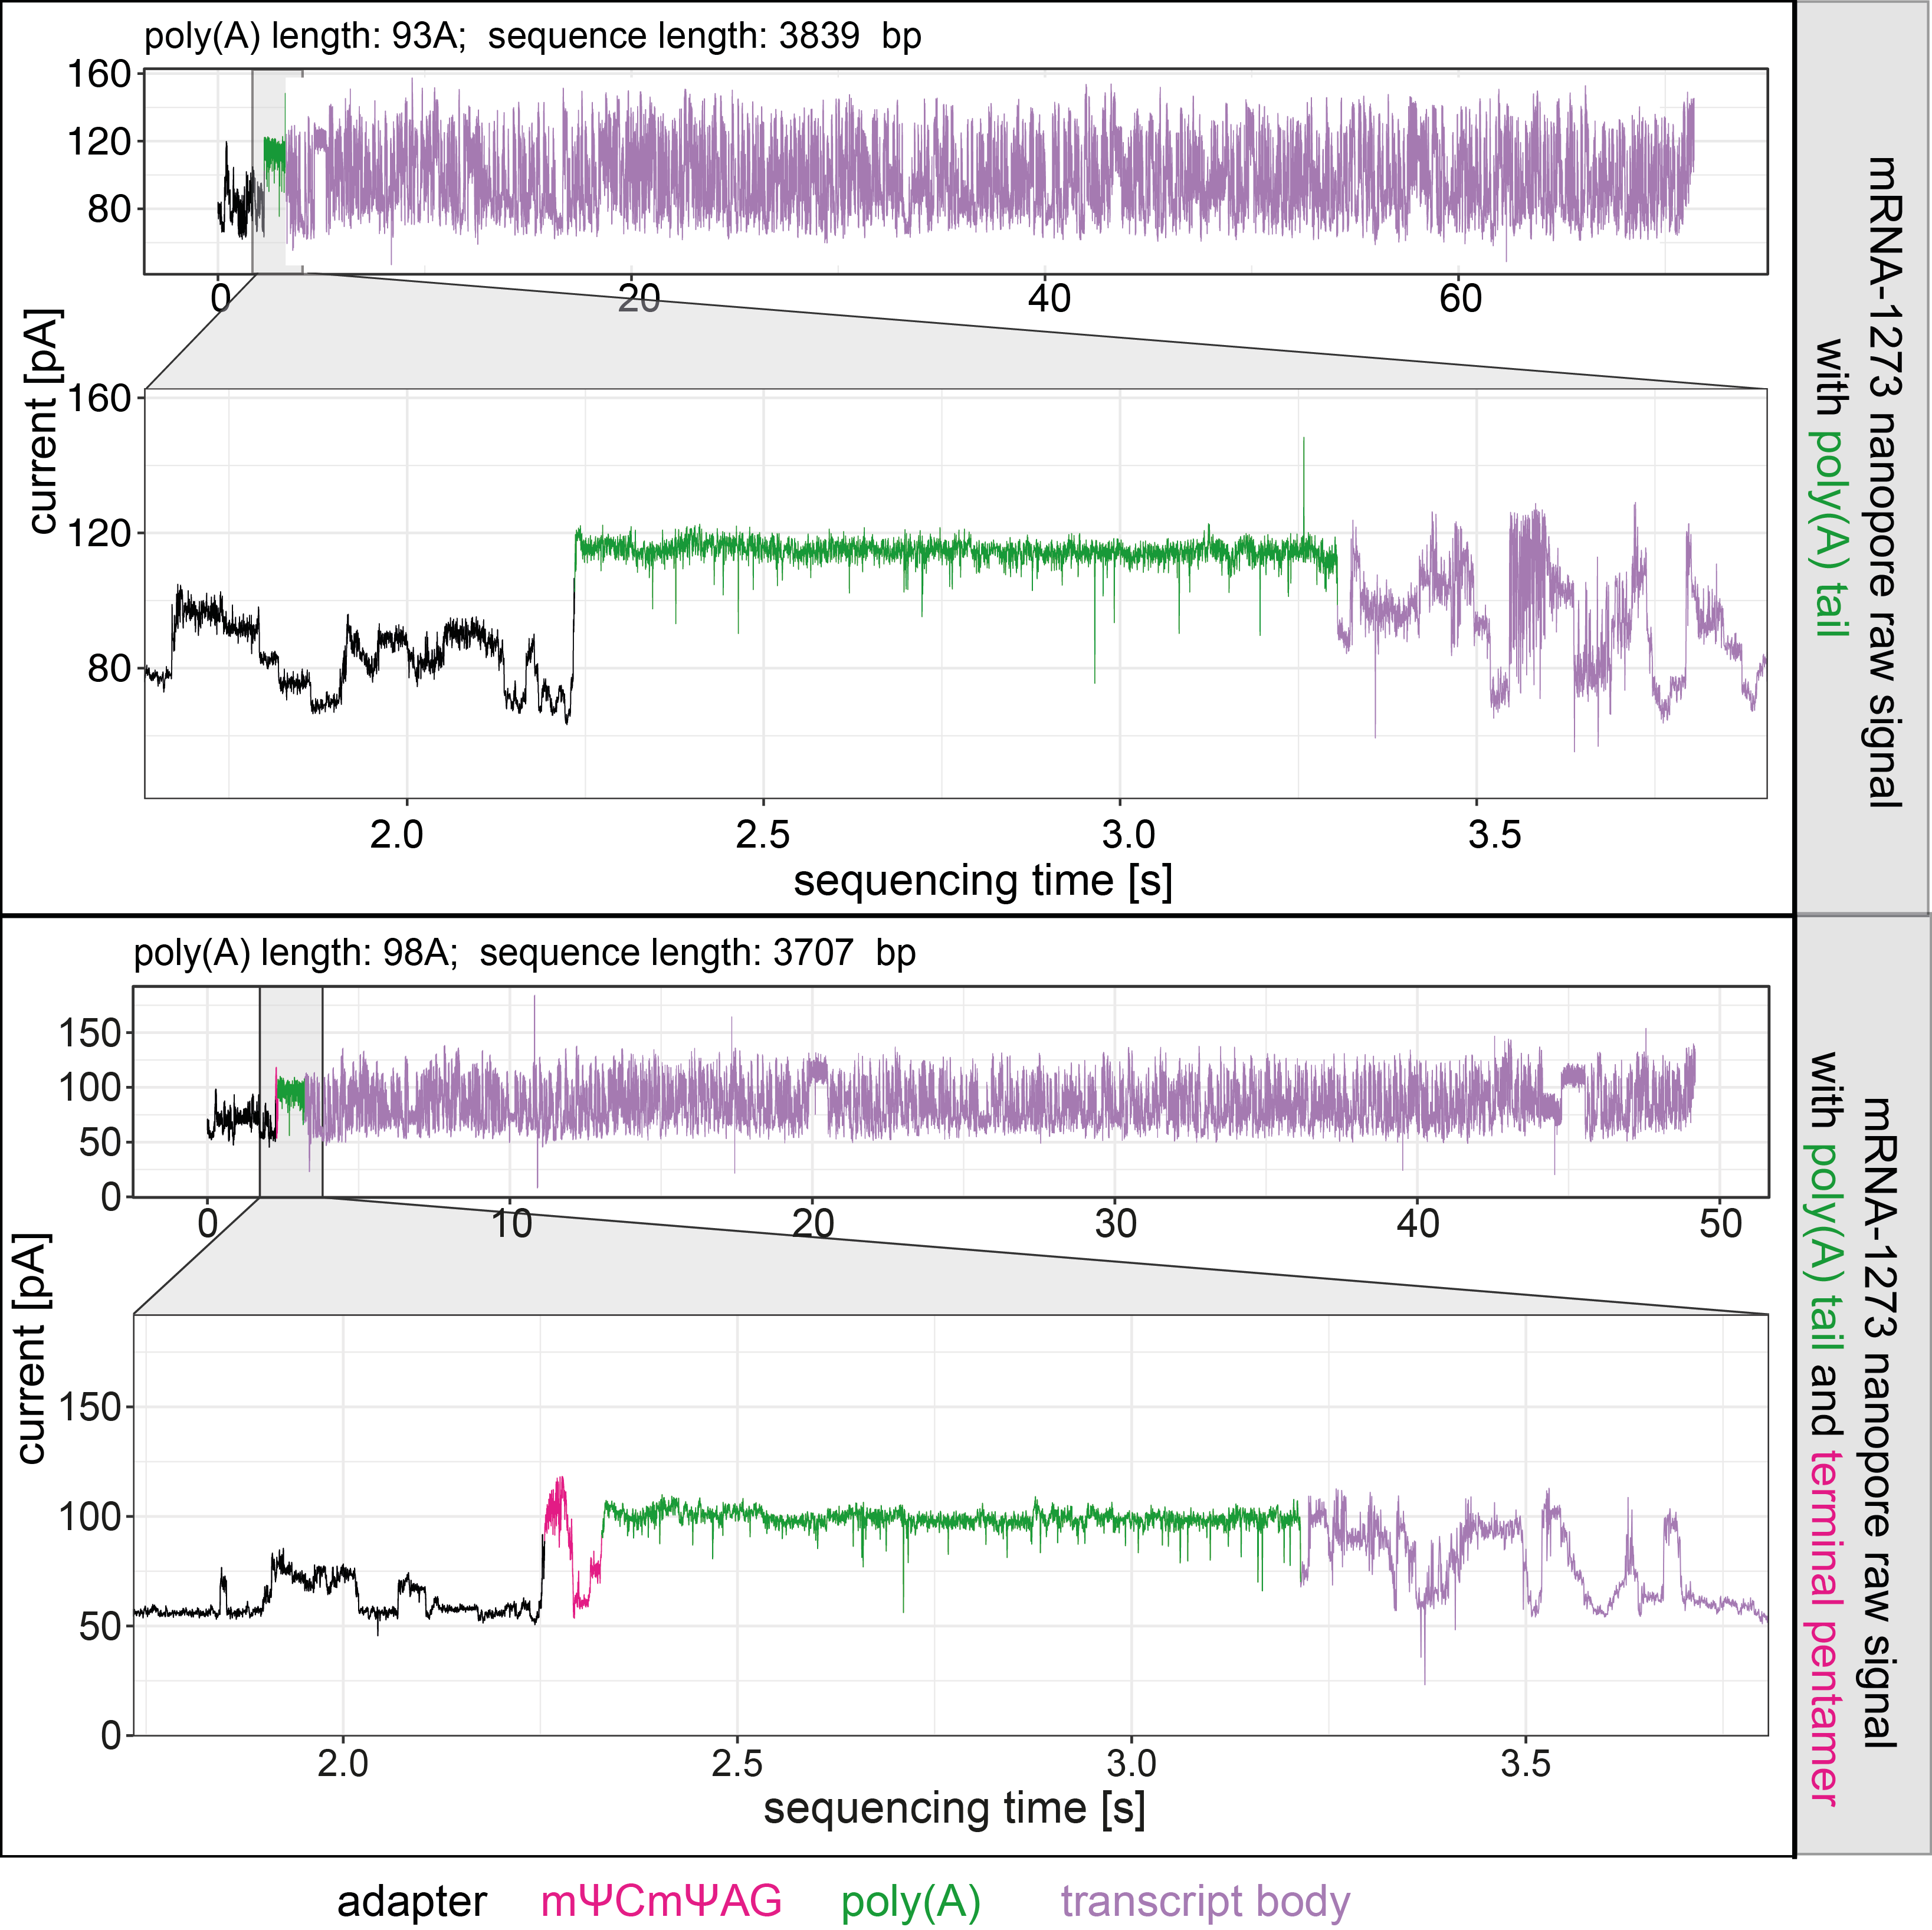 poly(A) length: 93A;  sequence length: 3839  bp
160
120
80
0
20
40
60
160
120
80
2.0
2.5
3.0
3.5
current [pA]
sequencing time [s]
mRNA-1273 nanopore raw signal
with poly(A) tail
poly(A) length: 98A;  sequence length: 3707  bp
150
100
50
0
0
10
20
30
40
50
150
100
50
0
2.0
2.5
3.0
3.5
current [pA]
sequencing time [s]
mRNA-1273 nanopore raw signal
with poly(A) tail and terminal pentamer
adapter mΨCmΨAG poly(A) transcript body